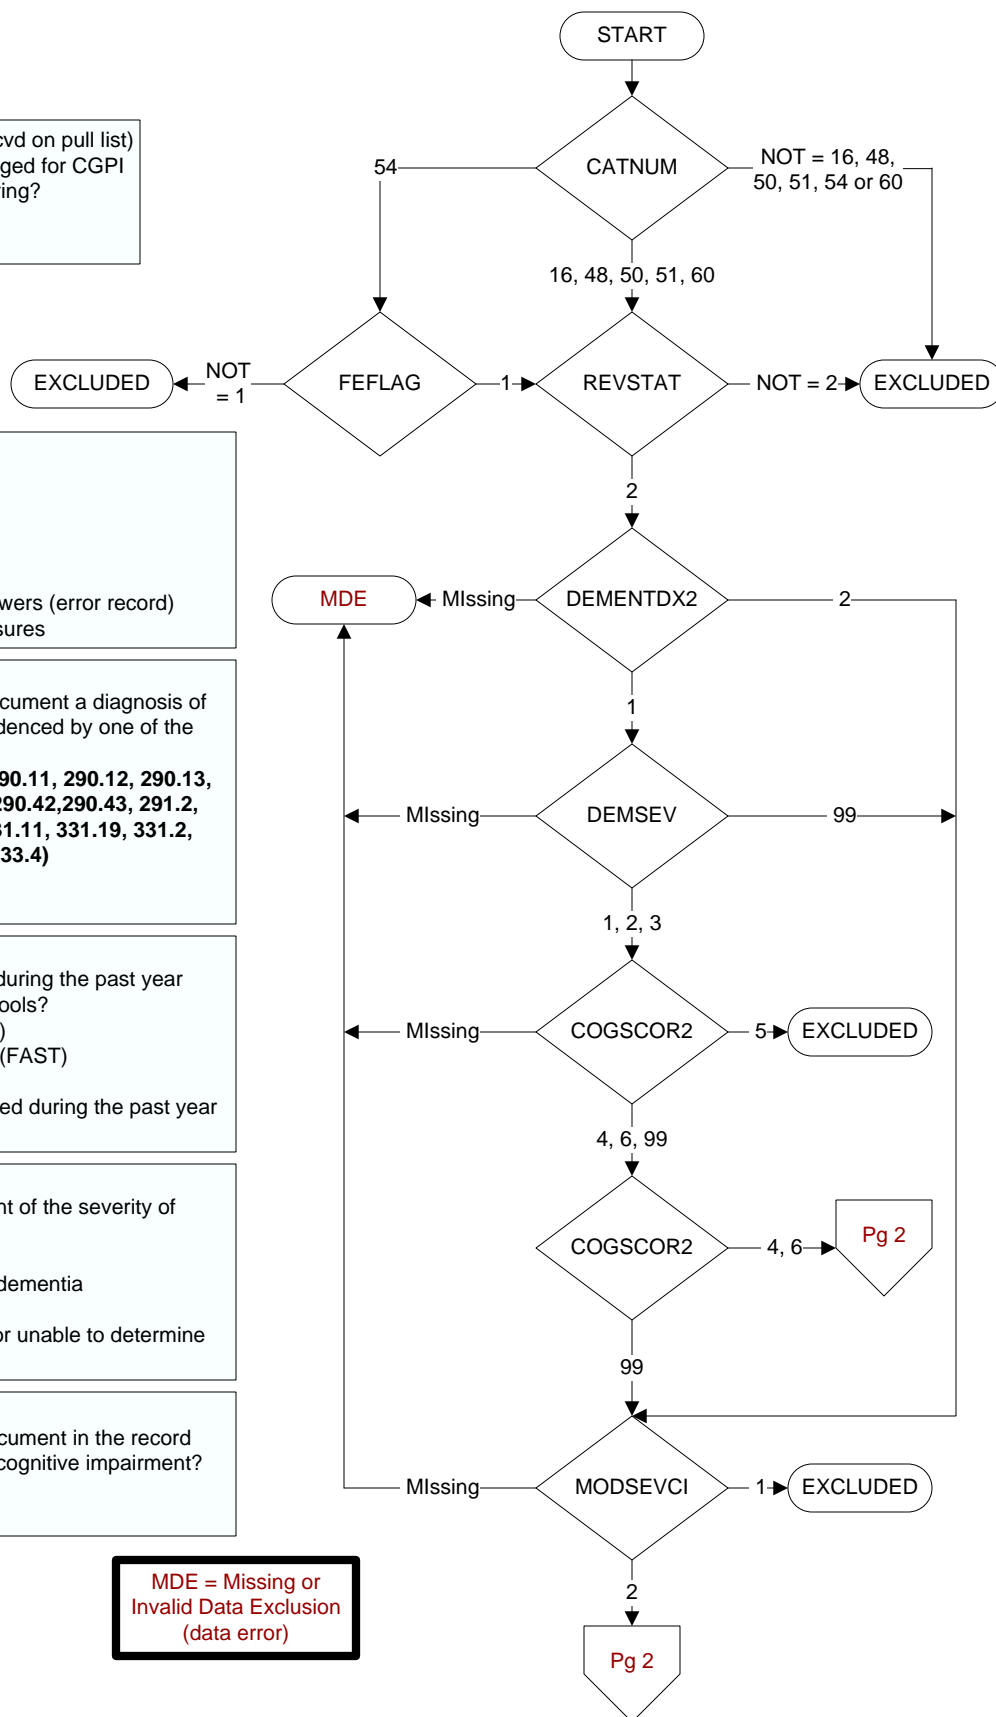 START
cvd on pull list)
ged for CGPI
ring?
54
CATNUM
NOT = 16, 48,
50, 51, 54 or 60
16, 48, 50, 51, 60
EXCLUDED
NOT
= 1
FEFLAG
1
REVSTAT
NOT = 2
EXCLUDED
2
wers (error record)
sures
MDE
MIssing
DEMENTDX2
2
1
cument a diagnosis of
denced by one of the
90.11, 290.12, 290.13,
290.42,290.43, 291.2,
31.11, 331.19, 331.2,
33.4)
MIssing
DEMSEV
99
1, 2, 3
during the past year
ools?
)
(FAST)
ed during the past year
MIssing
COGSCOR2
5
EXCLUDED
4, 6, 99
nt of the severity of
dementia
or unable to determine
COGSCOR2
4, 6
Pg 2
99
cument in the record
cognitive impairment?
MIssing
MODSEVCI
1
EXCLUDED
2
MDE = Missing or
Invalid Data Exclusion
(data error)
Pg 2